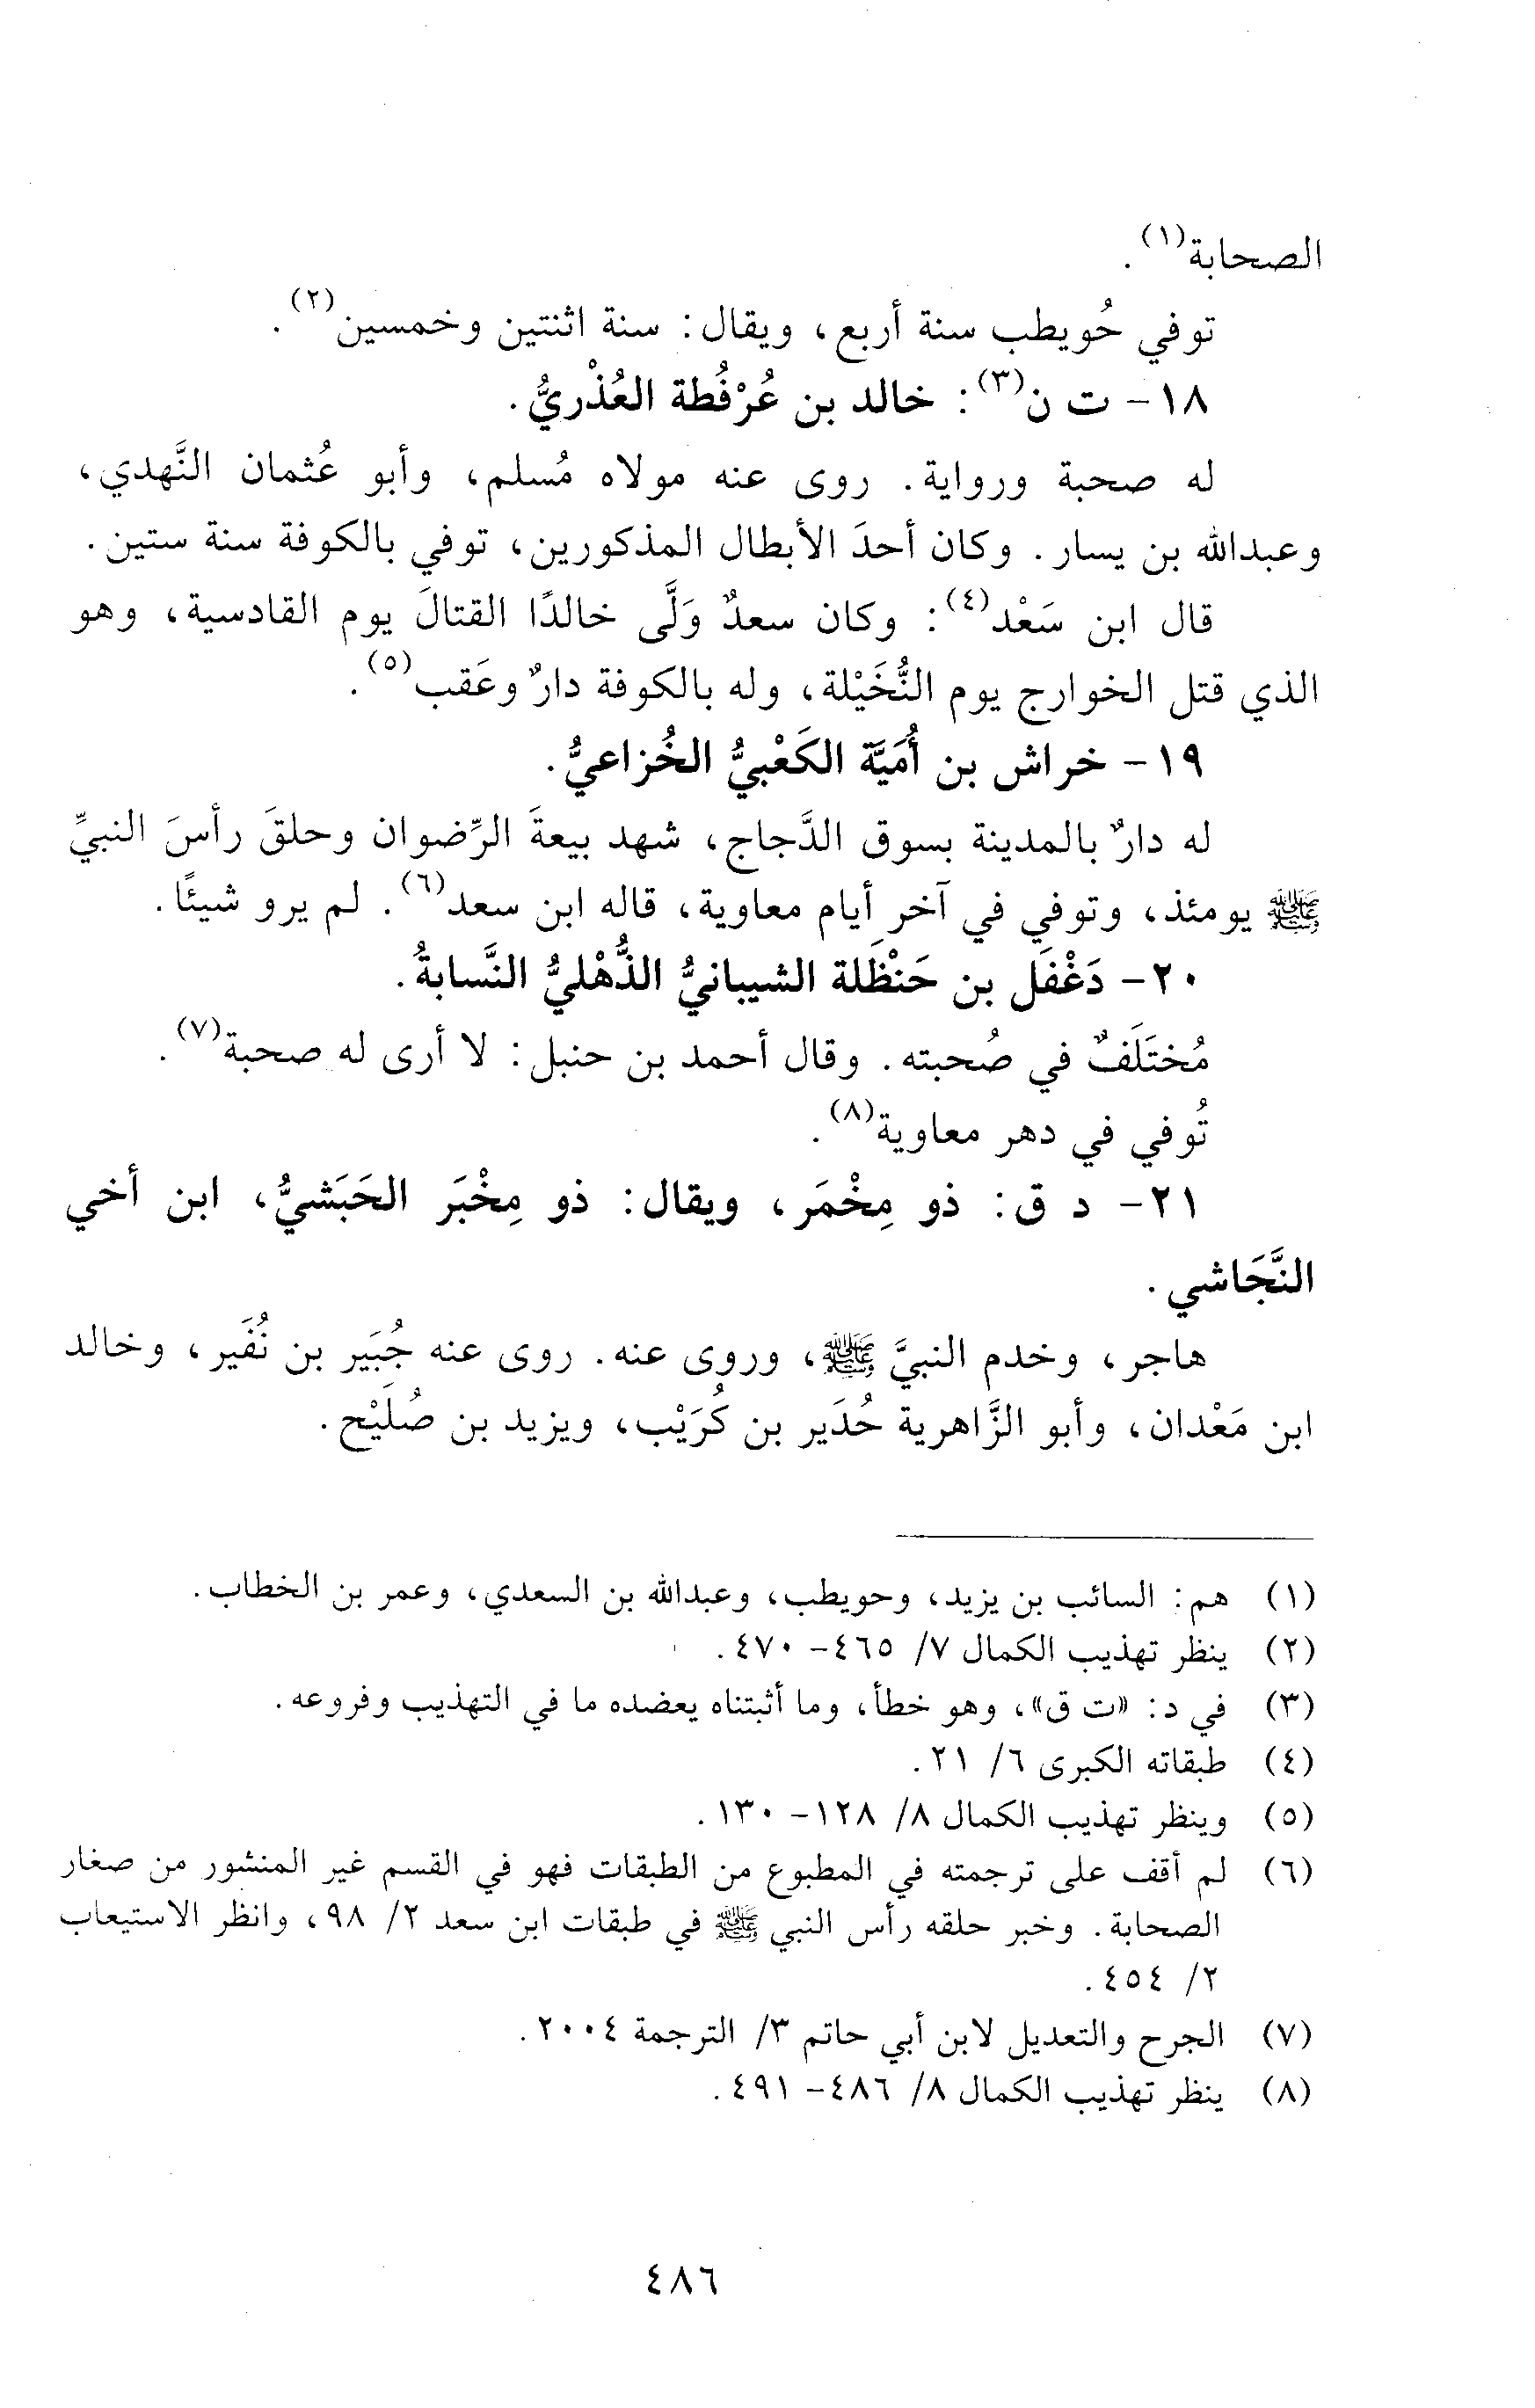 الصحابة(١).
توفي حُويطب سنة أربع، ويقال: سنة اثنتين وخمسين(٢).
١٨- ت ن(٣): خالد بن عُرْفُطة العُذْريُّ.
له صحبة ورواية. روى عنه مولاه مُسلم، وأبو عُثمان النَّهدي،
وعبدالله بن يسار. وكان أحدَ الأبطال المذكورين، توفي بالكوفة سنة ستين.
قال ابن سَعْد(٤): وكان سعدٌ وَلَّى خالدًا القتالَ يوم القادسية، وهو
الذي قتل الخوارج يوم النُّخَيْلة، وله بالكوفة دارٌ وعَقب(٥).
١٩- خراش بن أُمَيَّة الكَعْبيُّ الخُزاعيُّ.
له دارٌ بالمدينة بسوق الدَّجاج، شهد بيعةَ الرِّضوان وحلقَ رأسَ النبيِّ
ﷺ يومئذ، وتوفي في آخر أيام معاوية، قاله ابن سعد(٦). لم يرو شيئًا.
٢٠- دَغْفَل بن حَنْظَلة الشيبانيُّ الذُّهْليُّ النَّسابةُ.
مُختَلَفٌ في صُحبته. وقال أحمد بن حنبل: لا أرى له صحبة(٧).
تُوفي في دهر معاوية(٨).
٢١- د ق: ذو مِخْمَر، ويقال: ذو مِخْبَر الحَبَشيُّ، ابن أخي
النَّجَاشي.
هاجر، وخدم النبيَّ ﷺ، وروى عنه. روى عنه جُبَير بن نُفَير، وخالد
ابن مَعْدان، وأبو الزَّاهرية حُدَير بن كُرَيْب، ويزيد بن صُلَيْح.
(١) هم: السائب بن يزيد، وحويطب، وعبدالله بن السعدي، وعمر بن الخطاب.
(٢) ينظر تهذيب الكمال ٧/ ٤٦٥- ٤٧٠.
(٣) في د: «ت ق»، وهو خطأ، وما أثبتناه يعضده ما في التهذيب وفروعه.
(٤) طبقاته الكبرى ٦/ ٢١.
(٥) وينظر تهذيب الكمال ٨/ ١٢٨- ١٣٠.
(٦) لم أقف على ترجمته في المطبوع من الطبقات فهو في القسم غير المنشور من صغار
الصحابة. وخبر حلقه رأس النبي ﷺ في طبقات ابن سعد ٢/ ٩٨، وانظر الاستيعاب
٢/ ٤٥٤.
(٧) الجرح والتعديل لابن أبي حاتم ٣/ الترجمة ٢٠٠٤.
(٨) ينظر تهذيب الكمال ٨/ ٤٨٦- ٤٩١.
٤٨٦